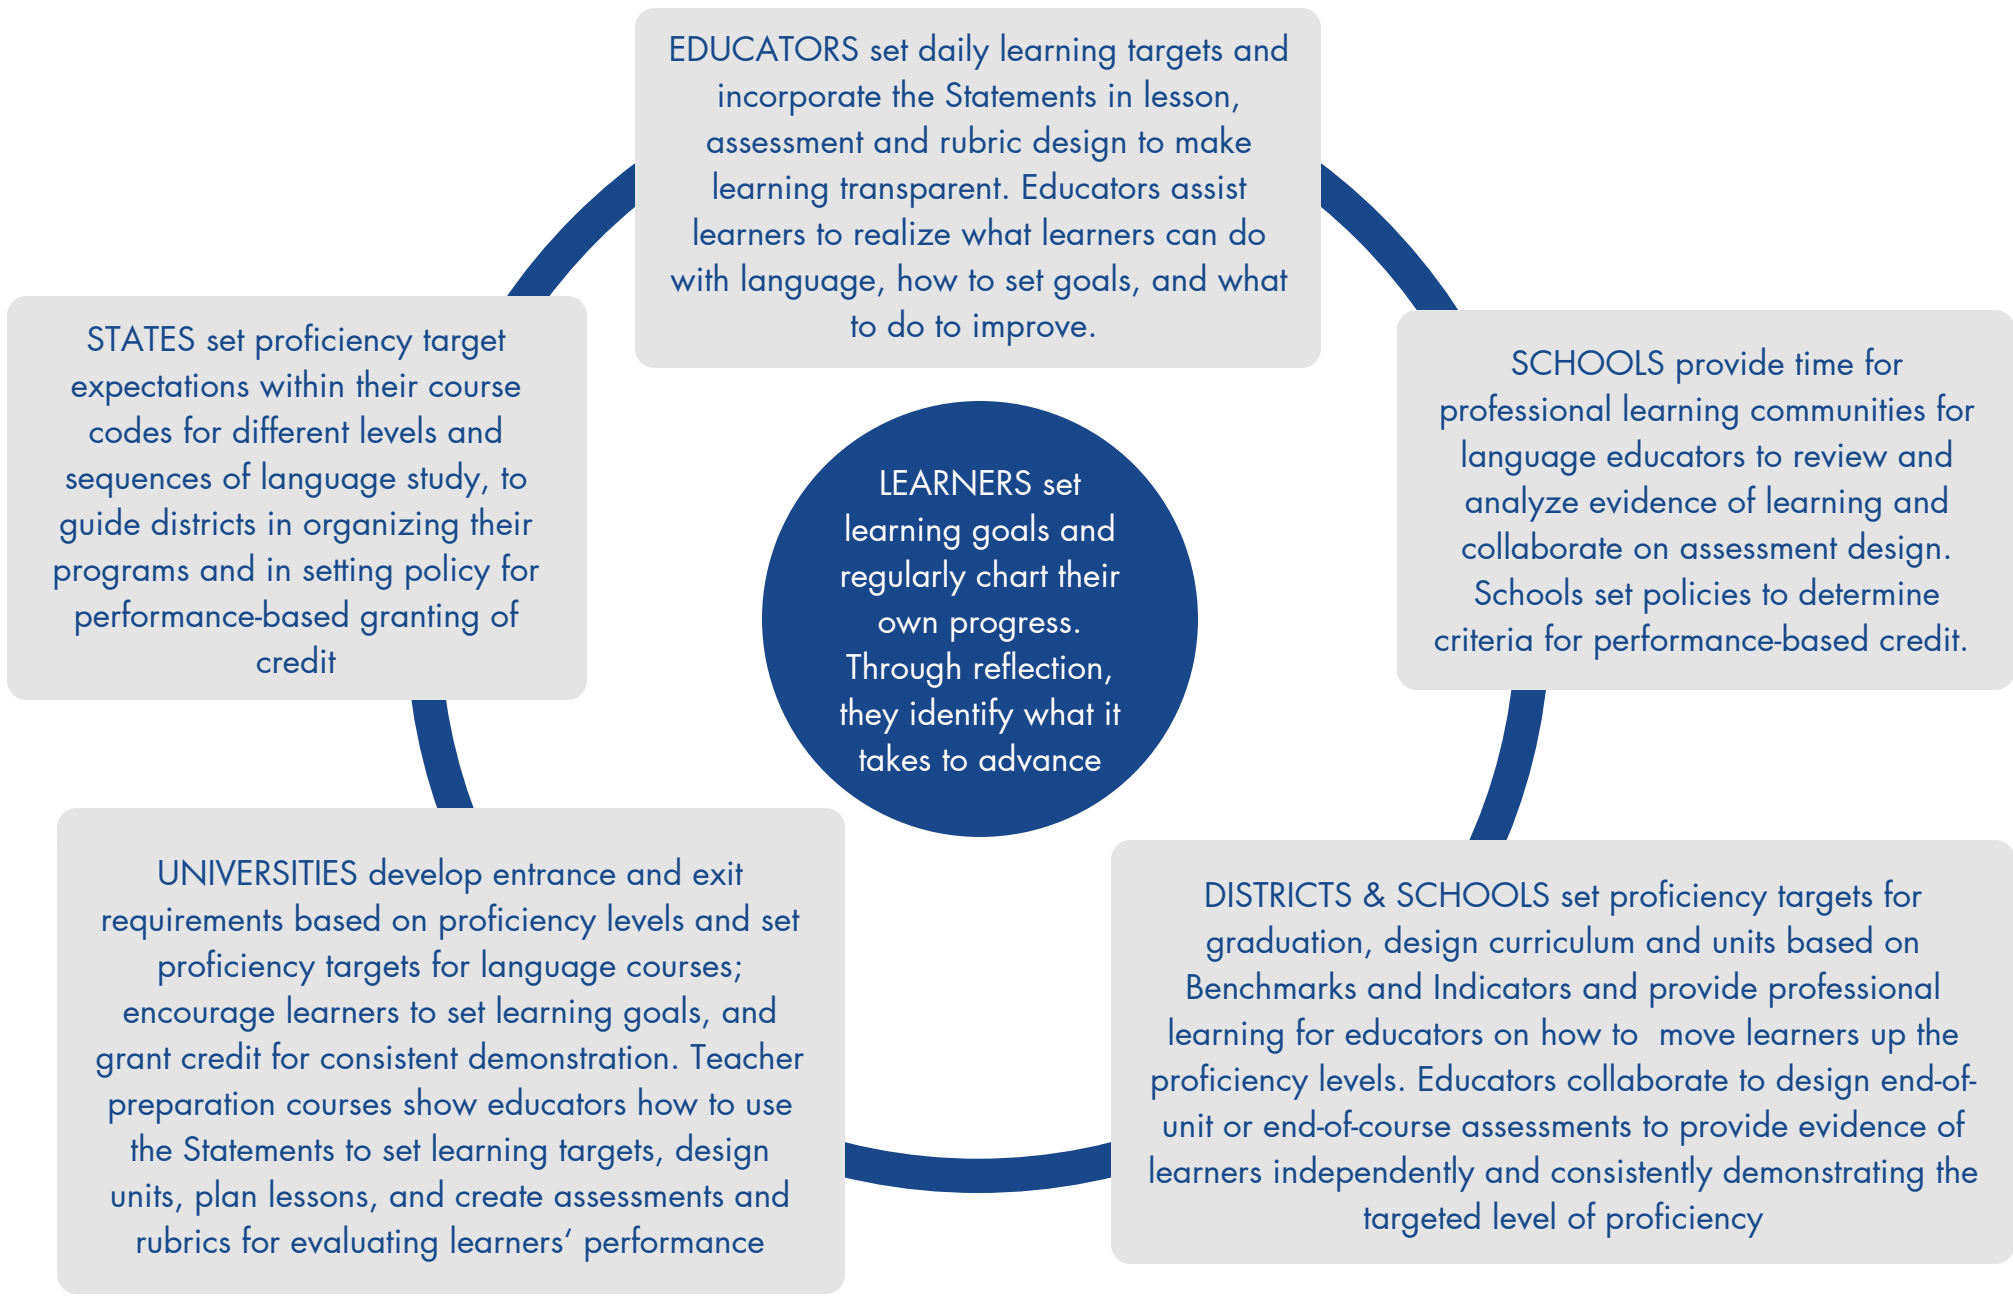 EDUCATORS set daily learning targets and
incorporate the Statements in lesson,
assessment and rubric design to make
learning transparent. Educators assist
learners to realize what learners can do
with language, how to set goals, and what
to do to improve.
STATES set proficiency target
expectations within their course
codes for different levels and
sequences of language study, to
guide districts in organizing their
programs and in setting policy for
performance-based granting of
credit
LEARNERS set
learning goals and
regularly chart their
own progress.
Through reflection,
they identify what it
takes to advance
SCHOOLS provide time for
professional learning communities for
language educators to review and
analyze evidence of learning and
collaborate on assessment design.
Schools set policies to determine
criteria for performance-based credit.
UNIVERSITIES develop entrance and exit
requirements based on proficiency levels and set
proficiency targets for language courses;
encourage learners to set learning goals, and
grant credit for consistent demonstration. Teacher
preparation courses show educators how to use
the Statements to set learning targets, design
units, plan lessons, and create assessments and
rubrics for evaluating learners’ performance
DISTRICTS & SCHOOLS set proficiency targets for
graduation, design curriculum and units based on
Benchmarks and Indicators and provide professional
learning for educators on how to  move learners up the
proficiency levels. Educators collaborate to design end-of-
unit or end-of-course assessments to provide evidence of
learners independently and consistently demonstrating the
targeted level of proficiency